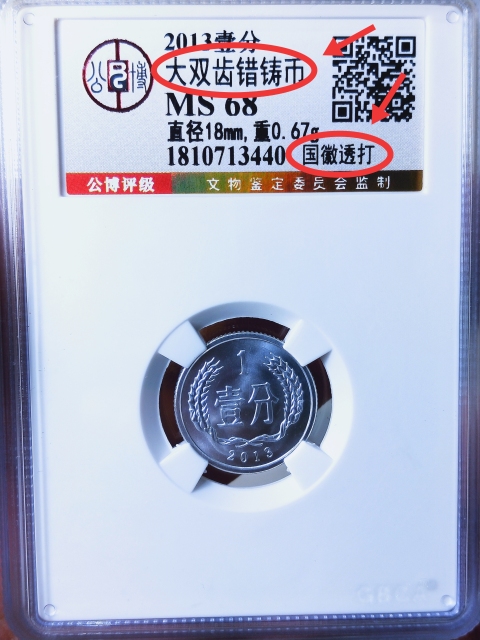 2013壹分
公博
大双齿错铸币
MS 68
直径18mm,重0.67g
1810713440 国徽透打
公博评级 文物鉴定委员会监制
1
壹分
2013